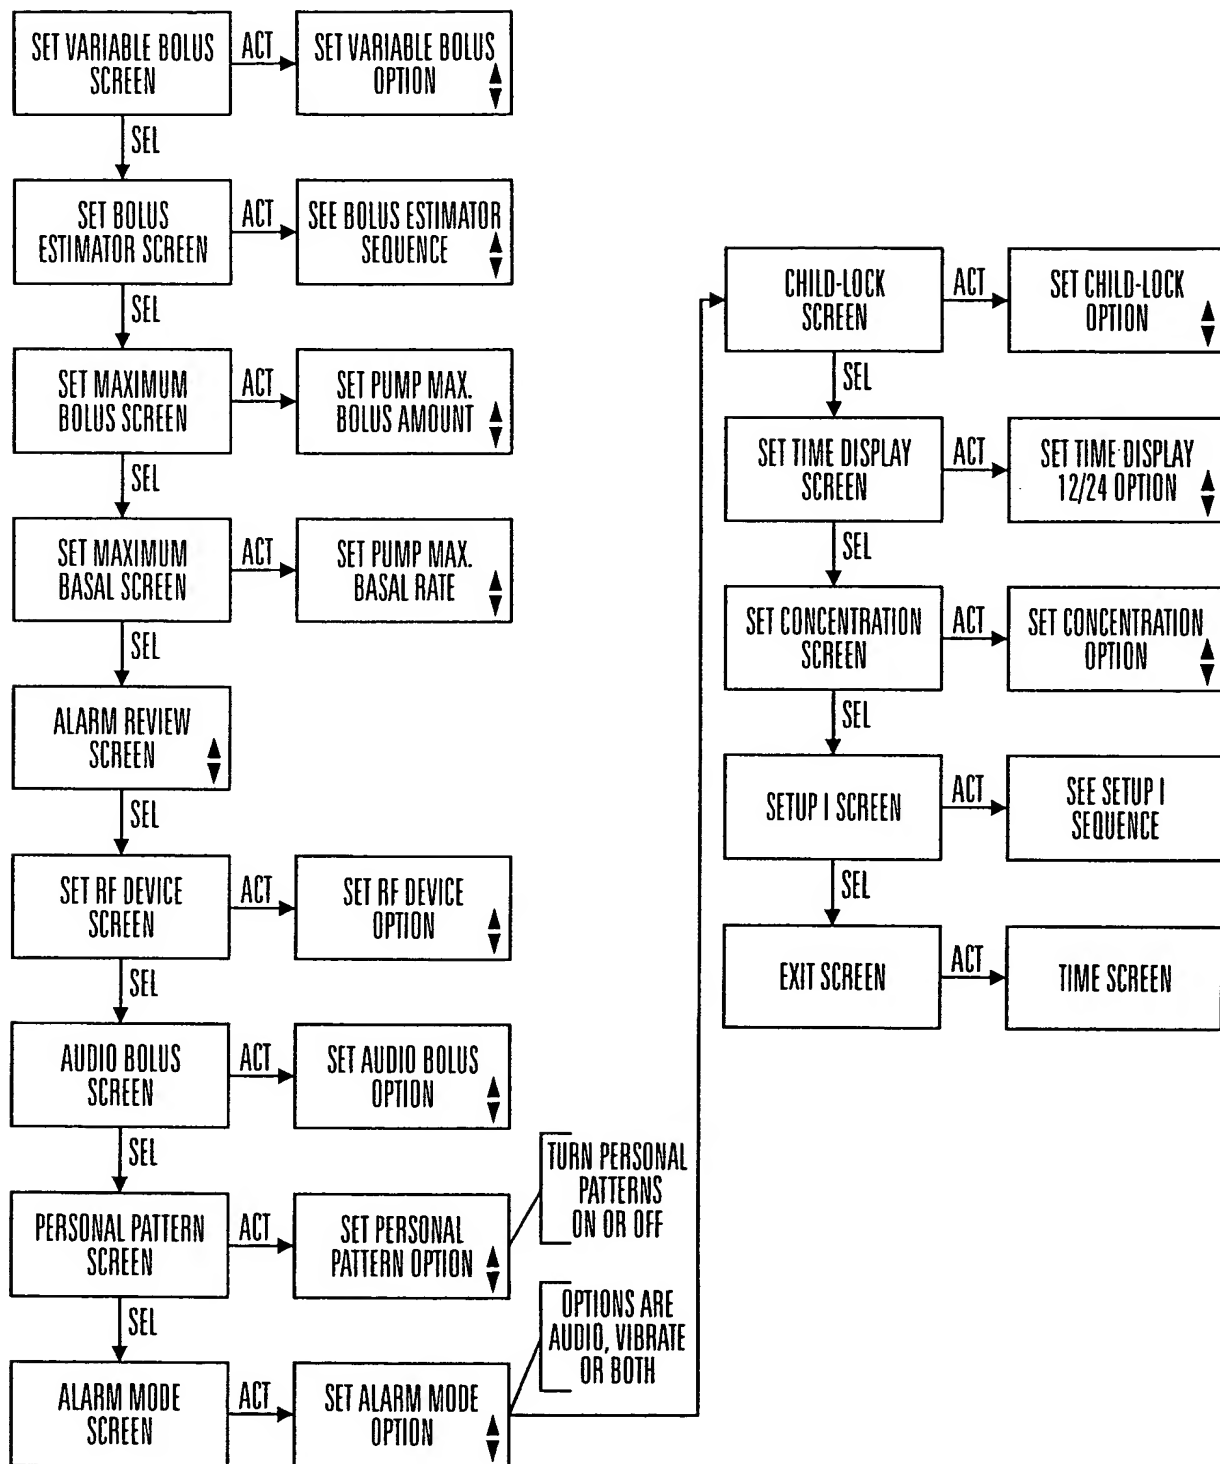 SET VARIABLE BOLUS
SCREEN
ACT
SET VARIABLE BOLUS
OPTION
SEL
SET BOLUS
ESTIMATOR SCREEN
ACT
SEE BOLUS ESTIMATOR
SEQUENCE
SEL
SET MAXIMUM
BOLUS SCREEN
ACT
SET PUMP MAX.
BOLUS AMOUNT
SEL
SET MAXIMUM
BASAL SCREEN
ACT
SET PUMP MAX.
BASAL RATE
SEL
ALARM REVIEW
SCREEN
SEL
SET RF DEVICE
SCREEN
ACT
SET RF DEVICE
OPTION
SEL
AUDIO BOLUS
SCREEN
ACT
SET AUDIO BOLUS
OPTION
SEL
PERSONAL PATTERN
SCREEN
ACT
SET PERSONAL
PATTERN OPTION
TURN PERSONAL
PATTERNS
ON OR OFF
SEL
ALARM MODE
SCREEN
ACT
SET ALARM MODE
OPTION
OPTIONS ARE
AUDIO, VIBRATE
OR BOTH
CHILD-LOCK
SCREEN
ACT
SET CHILD-LOCK
OPTION
SEL
SET TIME DISPLAY
SCREEN
ACT
SET TIME DISPLAY
12/24 OPTION
SEL
SET CONCENTRATION
SCREEN
ACT
SET CONCENTRATION
OPTION
SEL
SETUP I SCREEN
ACT
SEE SETUP I
SEQUENCE
SEL
EXIT SCREEN
ACT
TIME SCREEN